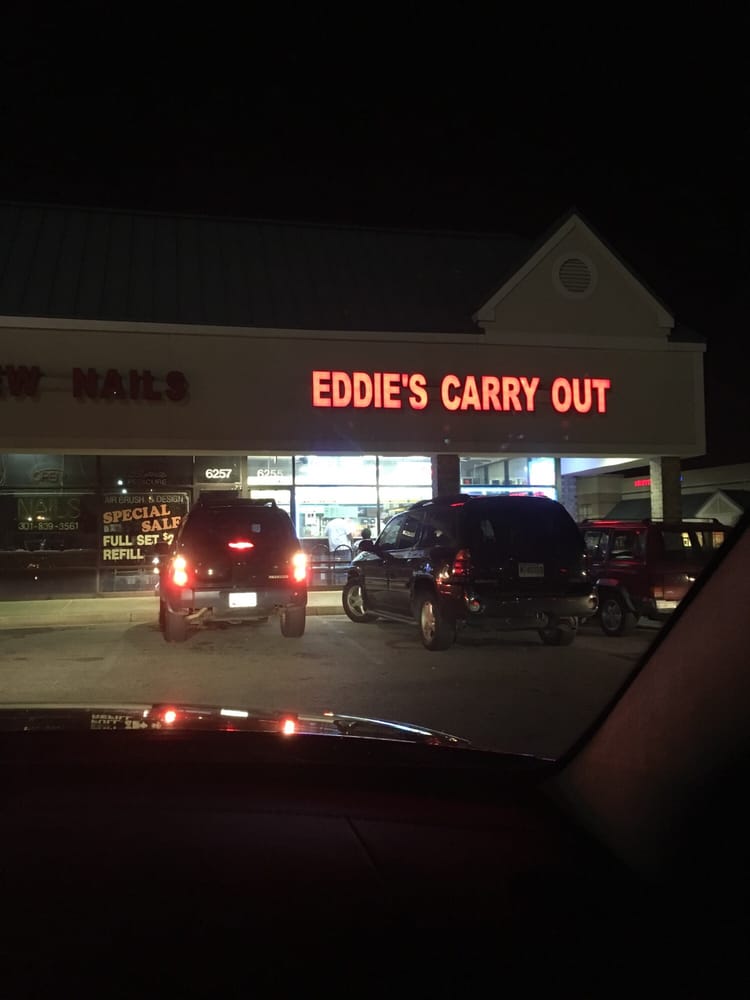 EW NAILS
EDDIE'S CARRY OUT
6257
6255
NAILS
301-839-3561
AIR BRUSH & DESIGN
SPECIAL
SALE
FULL SET $
REFILL